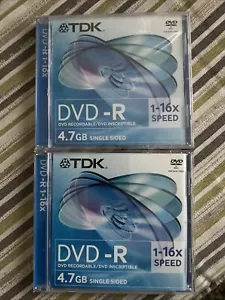 DVD-R 1-16x
TDK
DVD
DVD -R
DVD RECORDABLE/DVD INSCRIPTIBLE
1-16x
SPEED
4.7GB SINGLE SIDED
DVD-R 1-16x
TDK
DVD
DVD -R
DVD RECORDABLE/DVD INSCRIPTIBLE
1-16x
SPEED
4.7GB SINGLE SIDED